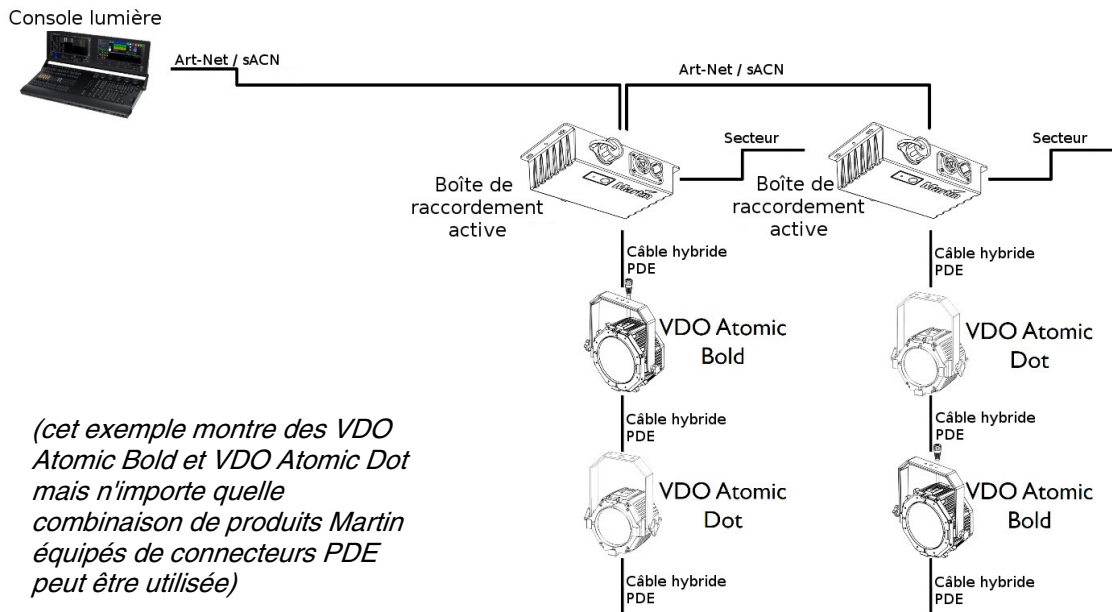 Console lumière
Art-Net / sACN
Art-Net / sACN
Secteur
Secteur
Martin
Martin
Boîte de
raccordement
active
Boîte de
raccordement
active
Câble hybride
PDE
Câble hybride
PDE
VDO Atomic
Bold
VDO Atomic
Dot
Câble hybride
PDE
Câble hybride
PDE
(cet exemple montre des VDO
Atomic Bold et VDO Atomic Dot
mais n'importe quelle
combinaison de produits Martin
équipés de connecteurs PDE
peut être utilisée)
VDO Atomic
Dot
VDO Atomic
Bold
Câble hybride
PDE
Câble hybride
PDE